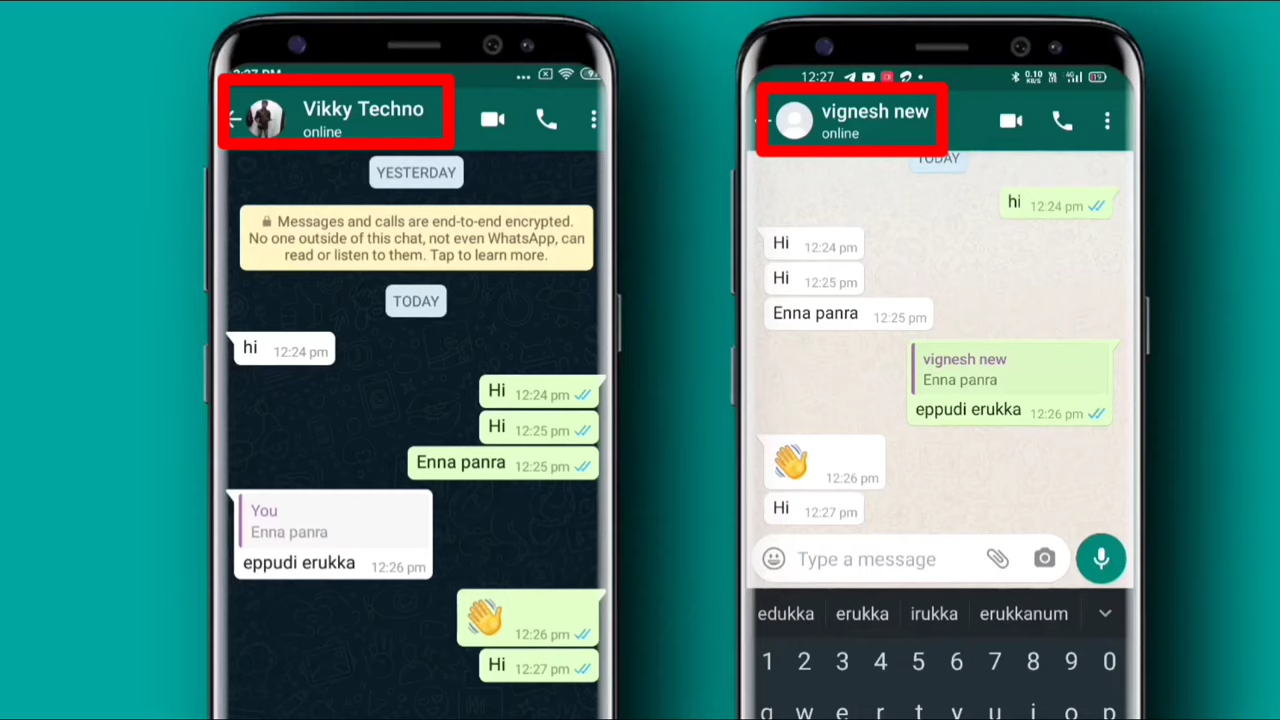 Vikky Techno
online
YESTERDAY
Messages and calls are end-to-end encrypted.
No one outside of this chat, not even WhatsApp, can
read or listen to them. Tap to learn more.
TODAY
hi 12:24 pm
Hi 12:24 pm
Hi 12:25 pm
Enna panra 12:25 pm
You
Enna panra
eppudi erukka 12:26 pm
12:26 pm
Hi 12:27 pm
12:27
0.10
KB/S
4G
19
vignesh new
online
TODAY
hi 12:24 pm
Hi 12:24 pm
Hi 12:25 pm
Enna panra 12:25 pm
vignesh new
Enna panra
eppudi erukka 12:26 pm
12:26 pm
Hi 12:27 pm
Type a message
edukka erukka irukka erukkanum
1 2 3 4 5 6 7 8 9 0
q w e r t y u i o p